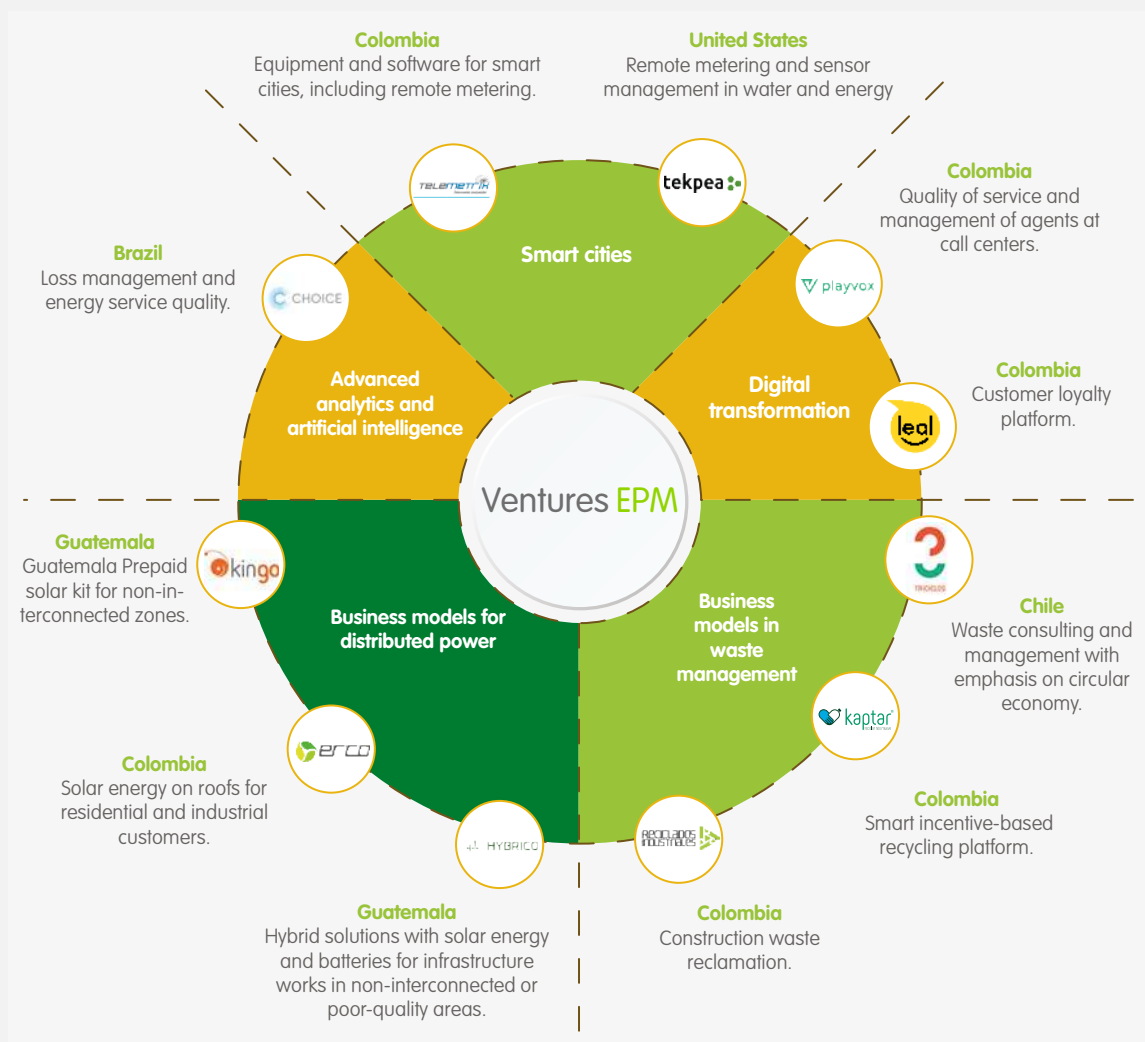 Colombia
Equipment and software for smart
cities, including remote metering.
United States
Remote metering and sensor
management in water and energy
TELEMETRIK
tekpea
Smart cities
Colombia
Quality of service and
management of agents at
call centers.
playvox
Brazil
Loss management and
energy service quality.
CHOICE
Advanced
analytics and
artificial intelligence
Digital
transformation
Colombia
Customer loyalty
platform.
leal
Ventures EPM
Guatemala
Guatemala Prepaid
solar kit for non-in-
terconnected zones.
kingo
Business models for
distributed power
Business
models in
waste
management
TRICICLOS
Chile
Waste consulting and
management with
emphasis on circular
economy.
kaptar
erco
Colombia
Solar energy on roofs for
residential and industrial
customers.
Colombia
Smart incentive-based
recycling platform.
HYBRICO
RECICLADOS
INDUSTRIALES
Guatemala
Hybrid solutions with solar energy
and batteries for infrastructure
works in non-interconnected or
poor-quality areas.
Colombia
Construction waste
reclamation.